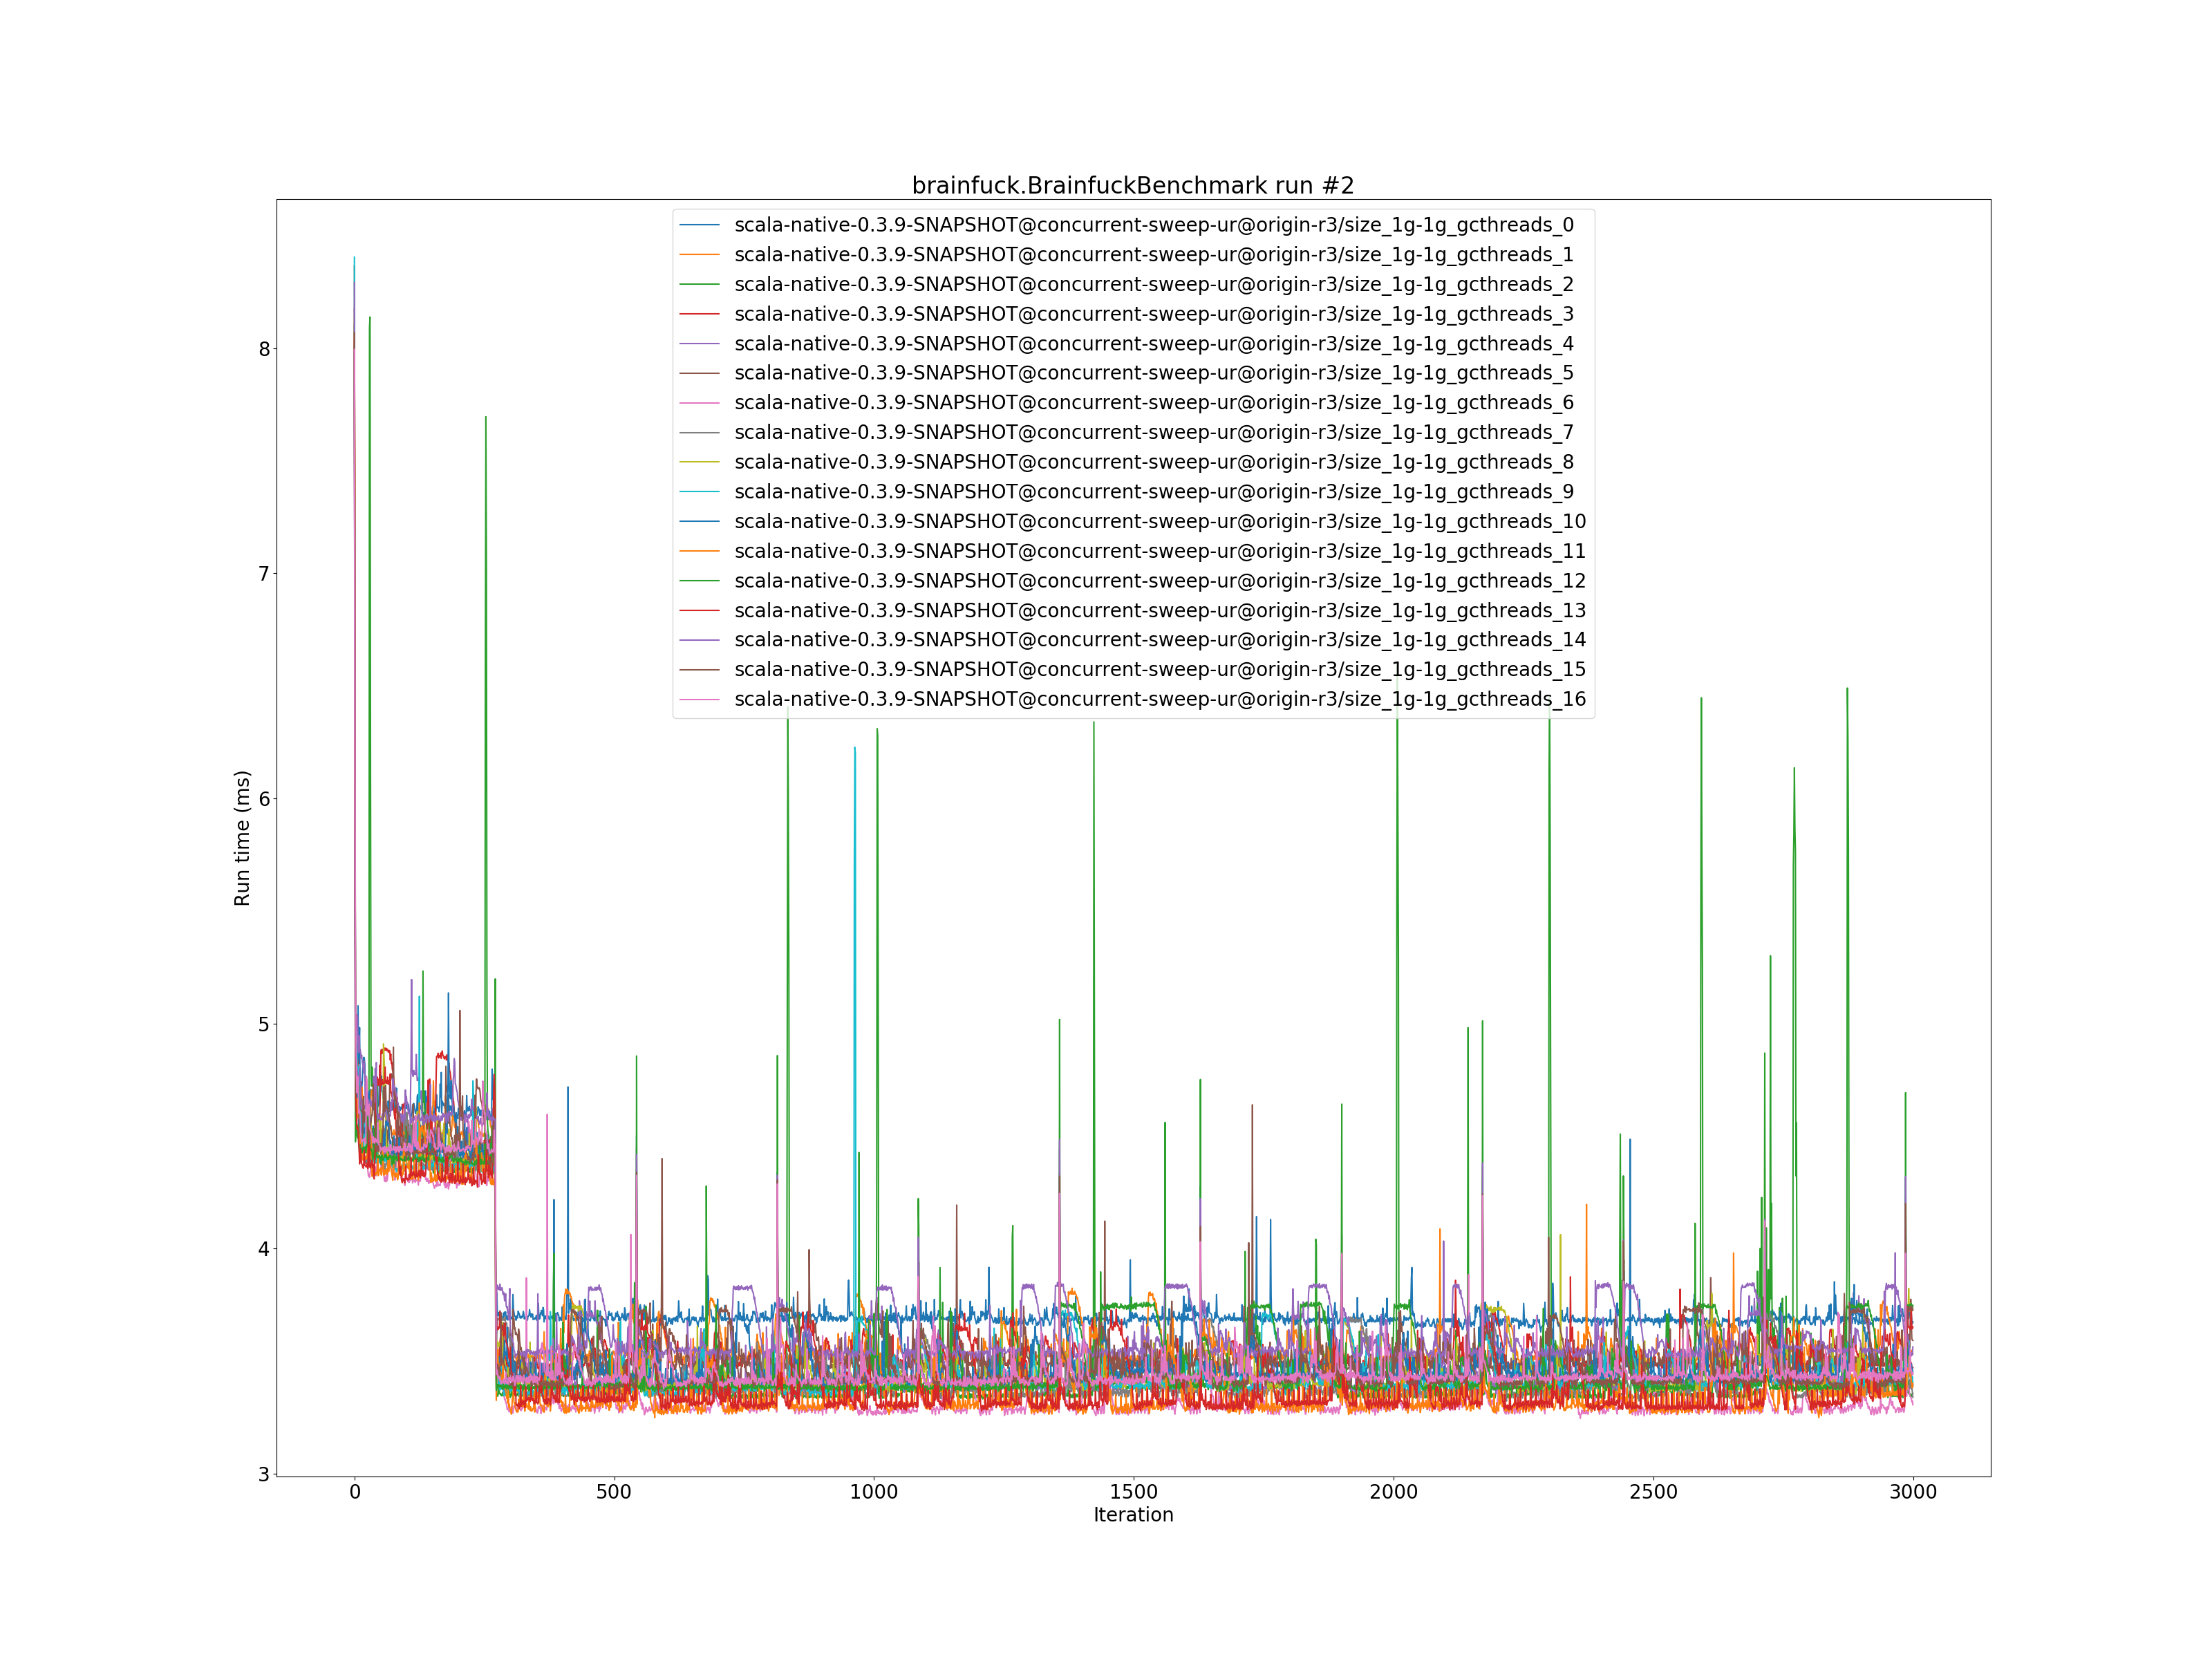 brainfuck.BrainfuckBenchmark run #2
scala-native-0.3.9-SNAPSHOT@concurrent-sweep-ur@origin-r3/size_1g-1g_gcthreads_0
scala-native-0.3.9-SNAPSHOT@concurrent-sweep-ur@origin-r3/size_1g-1g_gcthreads_1
scala-native-0.3.9-SNAPSHOT@concurrent-sweep-ur@origin-r3/size_1g-1g_gcthreads_2
scala-native-0.3.9-SNAPSHOT@concurrent-sweep-ur@origin-r3/size_1g-1g_gcthreads_3
scala-native-0.3.9-SNAPSHOT@concurrent-sweep-ur@origin-r3/size_1g-1g_gcthreads_4
scala-native-0.3.9-SNAPSHOT@concurrent-sweep-ur@origin-r3/size_1g-1g_gcthreads_5
scala-native-0.3.9-SNAPSHOT@concurrent-sweep-ur@origin-r3/size_1g-1g_gcthreads_6
scala-native-0.3.9-SNAPSHOT@concurrent-sweep-ur@origin-r3/size_1g-1g_gcthreads_7
scala-native-0.3.9-SNAPSHOT@concurrent-sweep-ur@origin-r3/size_1g-1g_gcthreads_8
scala-native-0.3.9-SNAPSHOT@concurrent-sweep-ur@origin-r3/size_1g-1g_gcthreads_9
scala-native-0.3.9-SNAPSHOT@concurrent-sweep-ur@origin-r3/size_1g-1g_gcthreads_10
scala-native-0.3.9-SNAPSHOT@concurrent-sweep-ur@origin-r3/size_1g-1g_gcthreads_11
scala-native-0.3.9-SNAPSHOT@concurrent-sweep-ur@origin-r3/size_1g-1g_gcthreads_12
scala-native-0.3.9-SNAPSHOT@concurrent-sweep-ur@origin-r3/size_1g-1g_gcthreads_13
scala-native-0.3.9-SNAPSHOT@concurrent-sweep-ur@origin-r3/size_1g-1g_gcthreads_14
scala-native-0.3.9-SNAPSHOT@concurrent-sweep-ur@origin-r3/size_1g-1g_gcthreads_15
scala-native-0.3.9-SNAPSHOT@concurrent-sweep-ur@origin-r3/size_1g-1g_gcthreads_16
8
7
6
5
4
3
Run time (ms)
0 500 1000 1500 2000 2500 3000
Iteration